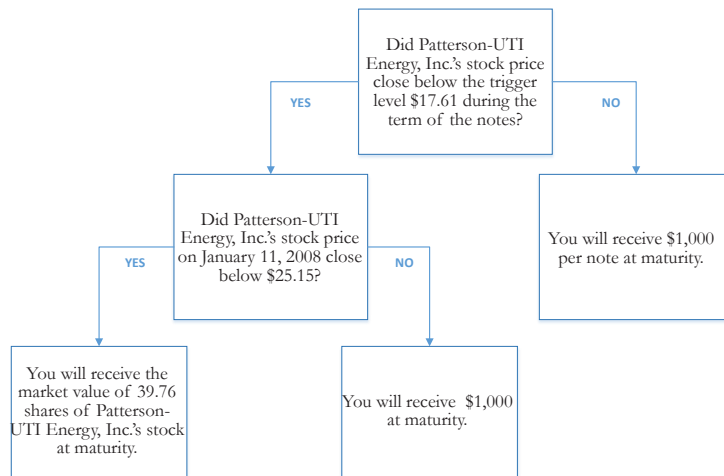 Did Patterson-UTI
Energy, Inc.'s stock price
close below the trigger
level $17.61 during the
term of the notes?
YES
NO
Did Patterson-UTI
Energy, Inc.'s stock price
on January 11, 2008 close
below $25.15?
You will receive $1,000
per note at maturity.
YES
NO
You will receive the
market value of 39.76
shares of Patterson-
UTI Energy, Inc.'s stock
at maturity.
You will receive $1,000
at maturity.